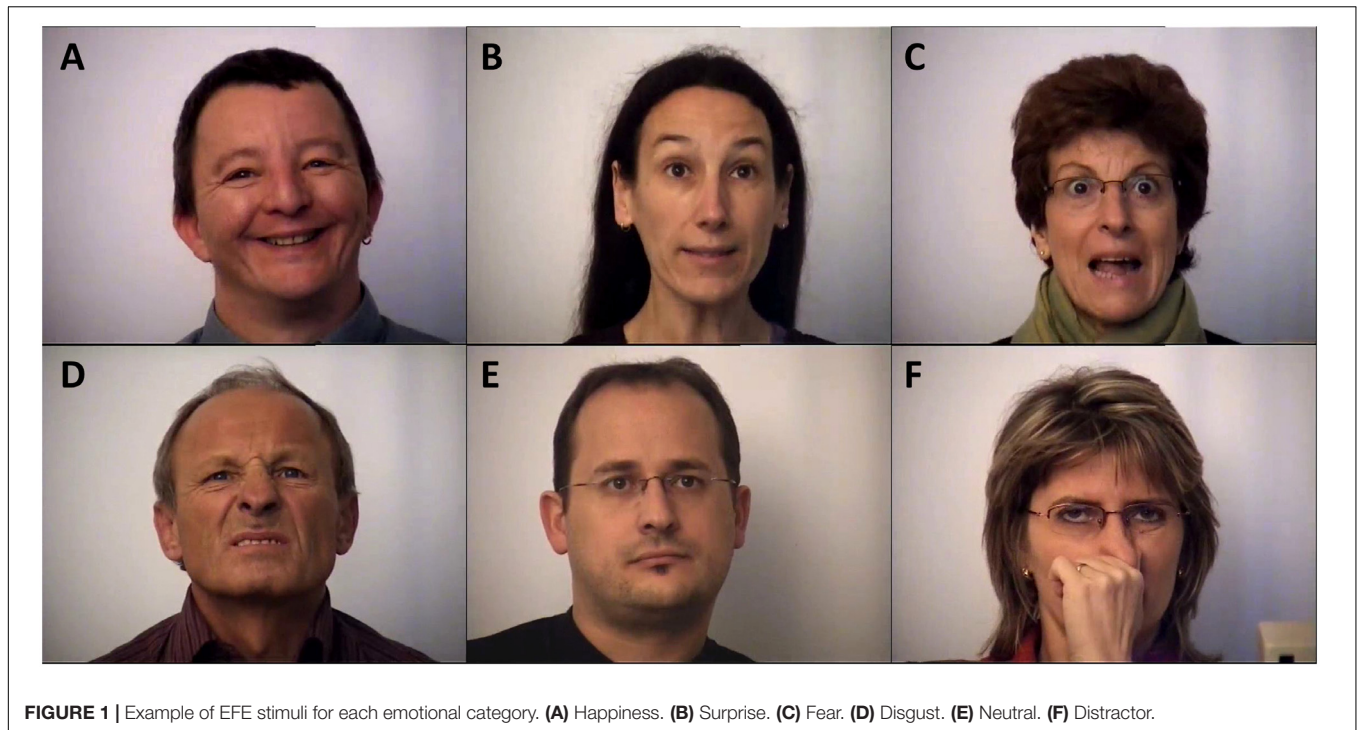 A
B
C
D
E
F
FIGURE 1 | Example of EFE stimuli for each emotional category. (A) Happiness. (B) Surprise. (C) Fear. (D) Disgust. (E) Neutral. (F) Distractor.